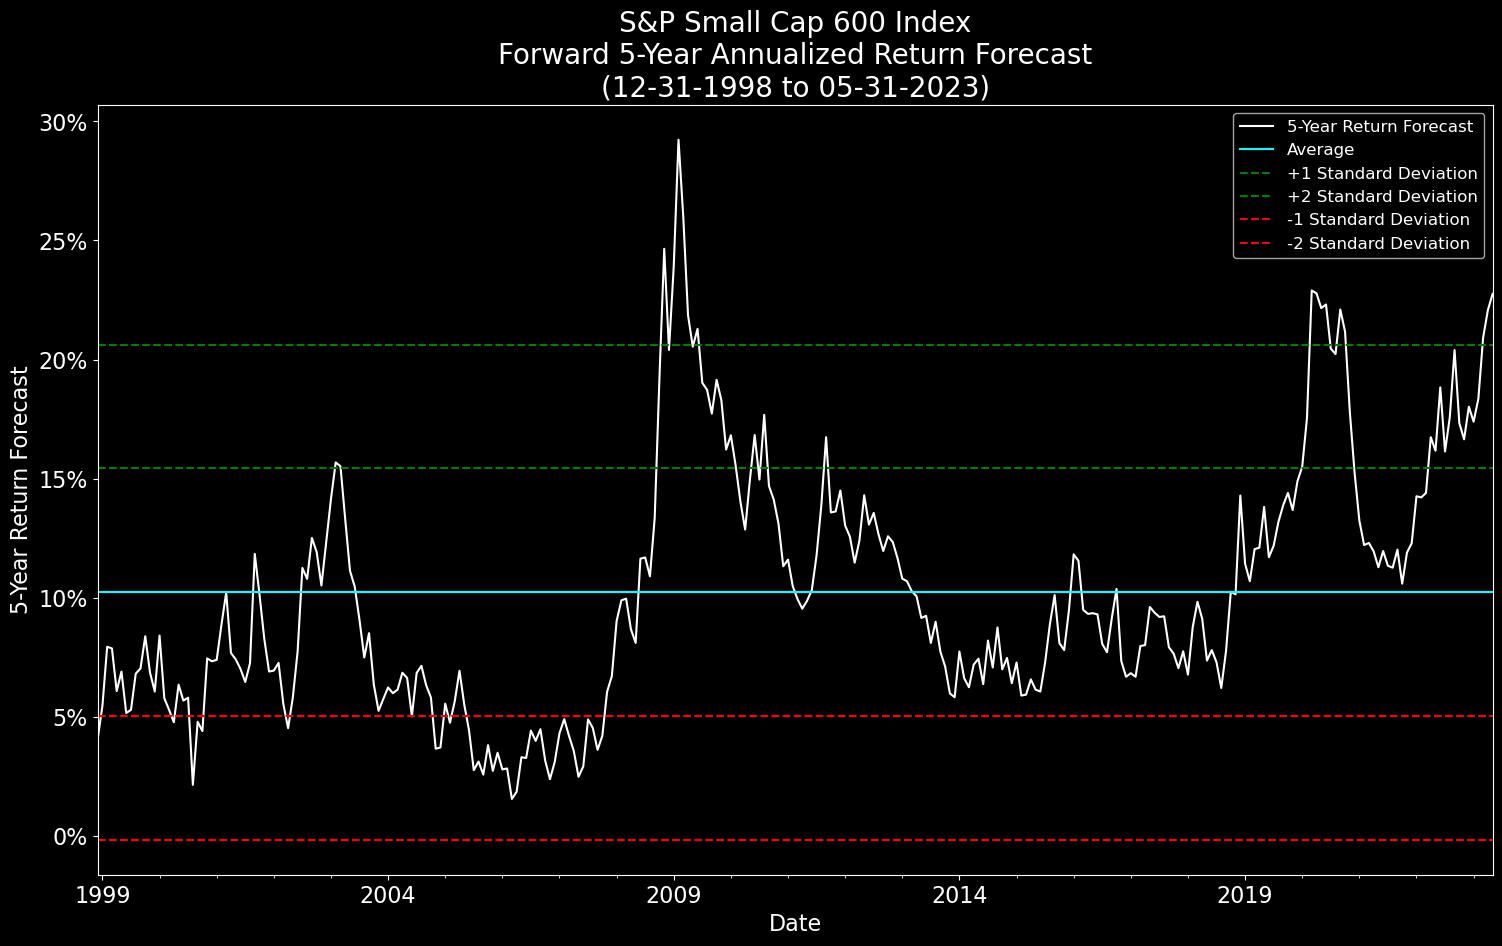 S&P Small Cap 600 Index
Forward 5-Year Annualized Return Forecast
(12-31-1998 to 05-31-2023)
5-Year Return Forecast
Average
+1 Standard Deviation
+2 Standard Deviation
-1 Standard Deviation
-2 Standard Deviation
5-Year Return Forecast
30%
25%
20%
15%
10%
5%
0%
1999
2004
2009
2014
2019
Date